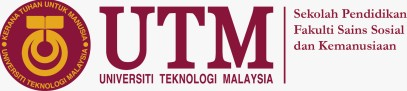 KERANA TUHAN UNTUK MANUSIA
UNIVERSITI TEKNOLOGI MALAYSIA
UTM
UNIVERSITI TEKNOLOGI MALAYSIA
Sekolah Pendidikan
Fakulti Sains Sosial
dan Kemanusiaan